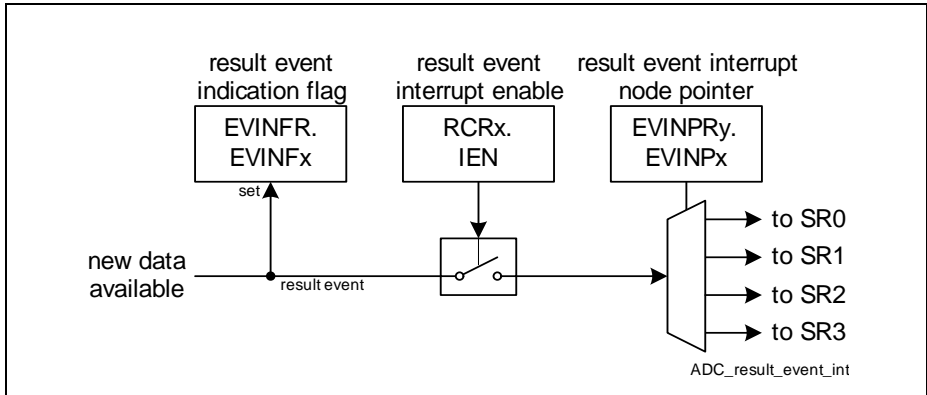 result event
indication flag
result event
interrupt enable
result event interrupt
node pointer
EVINFR.
EVINFx
RCRx.
IEN
EVINPRy.
EVINPx
set
new data
available
result event
to SR0
to SR1
to SR2
to SR3
ADC_result_event_int